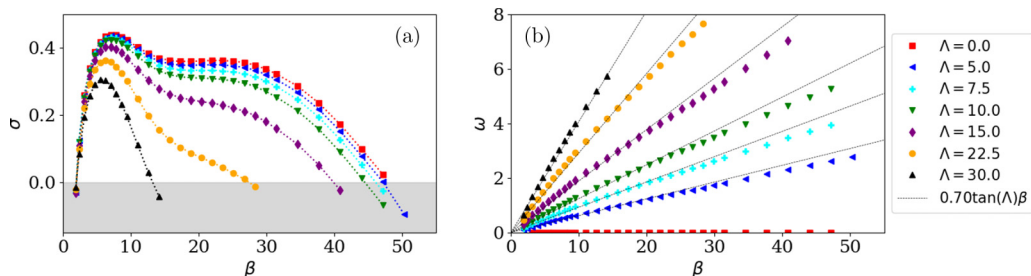 (a)
σ
0.4
0.2
0.0
0 10 20 30 40 50
β
(b)
ω
8
6
4
2
0
0 10 20 30 40 50
β
Λ = 0.0
Λ = 5.0
Λ = 7.5
Λ = 10.0
Λ = 15.0
Λ = 22.5
Λ = 30.0
0.70tan(Λ)β